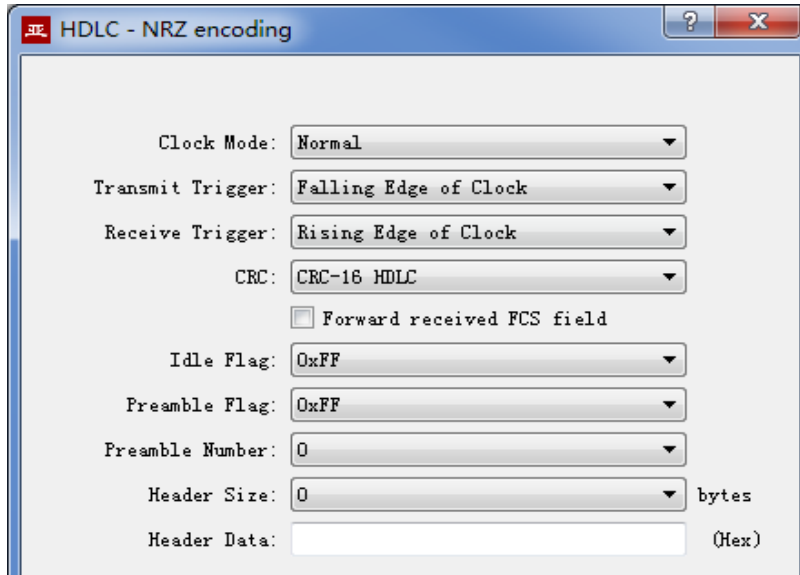 亚 HDLC - NRZ encoding ? X
Clock Mode: Normal
Transmit Trigger: Falling Edge of Clock
Receive Trigger: Rising Edge of Clock
CRC: CRC-16 HDLC
Forward received FCS field
Idle Flag: 0xFF
Preamble Flag: 0xFF
Preamble Number: 0
Header Size: 0 bytes
Header Data: (Hex)